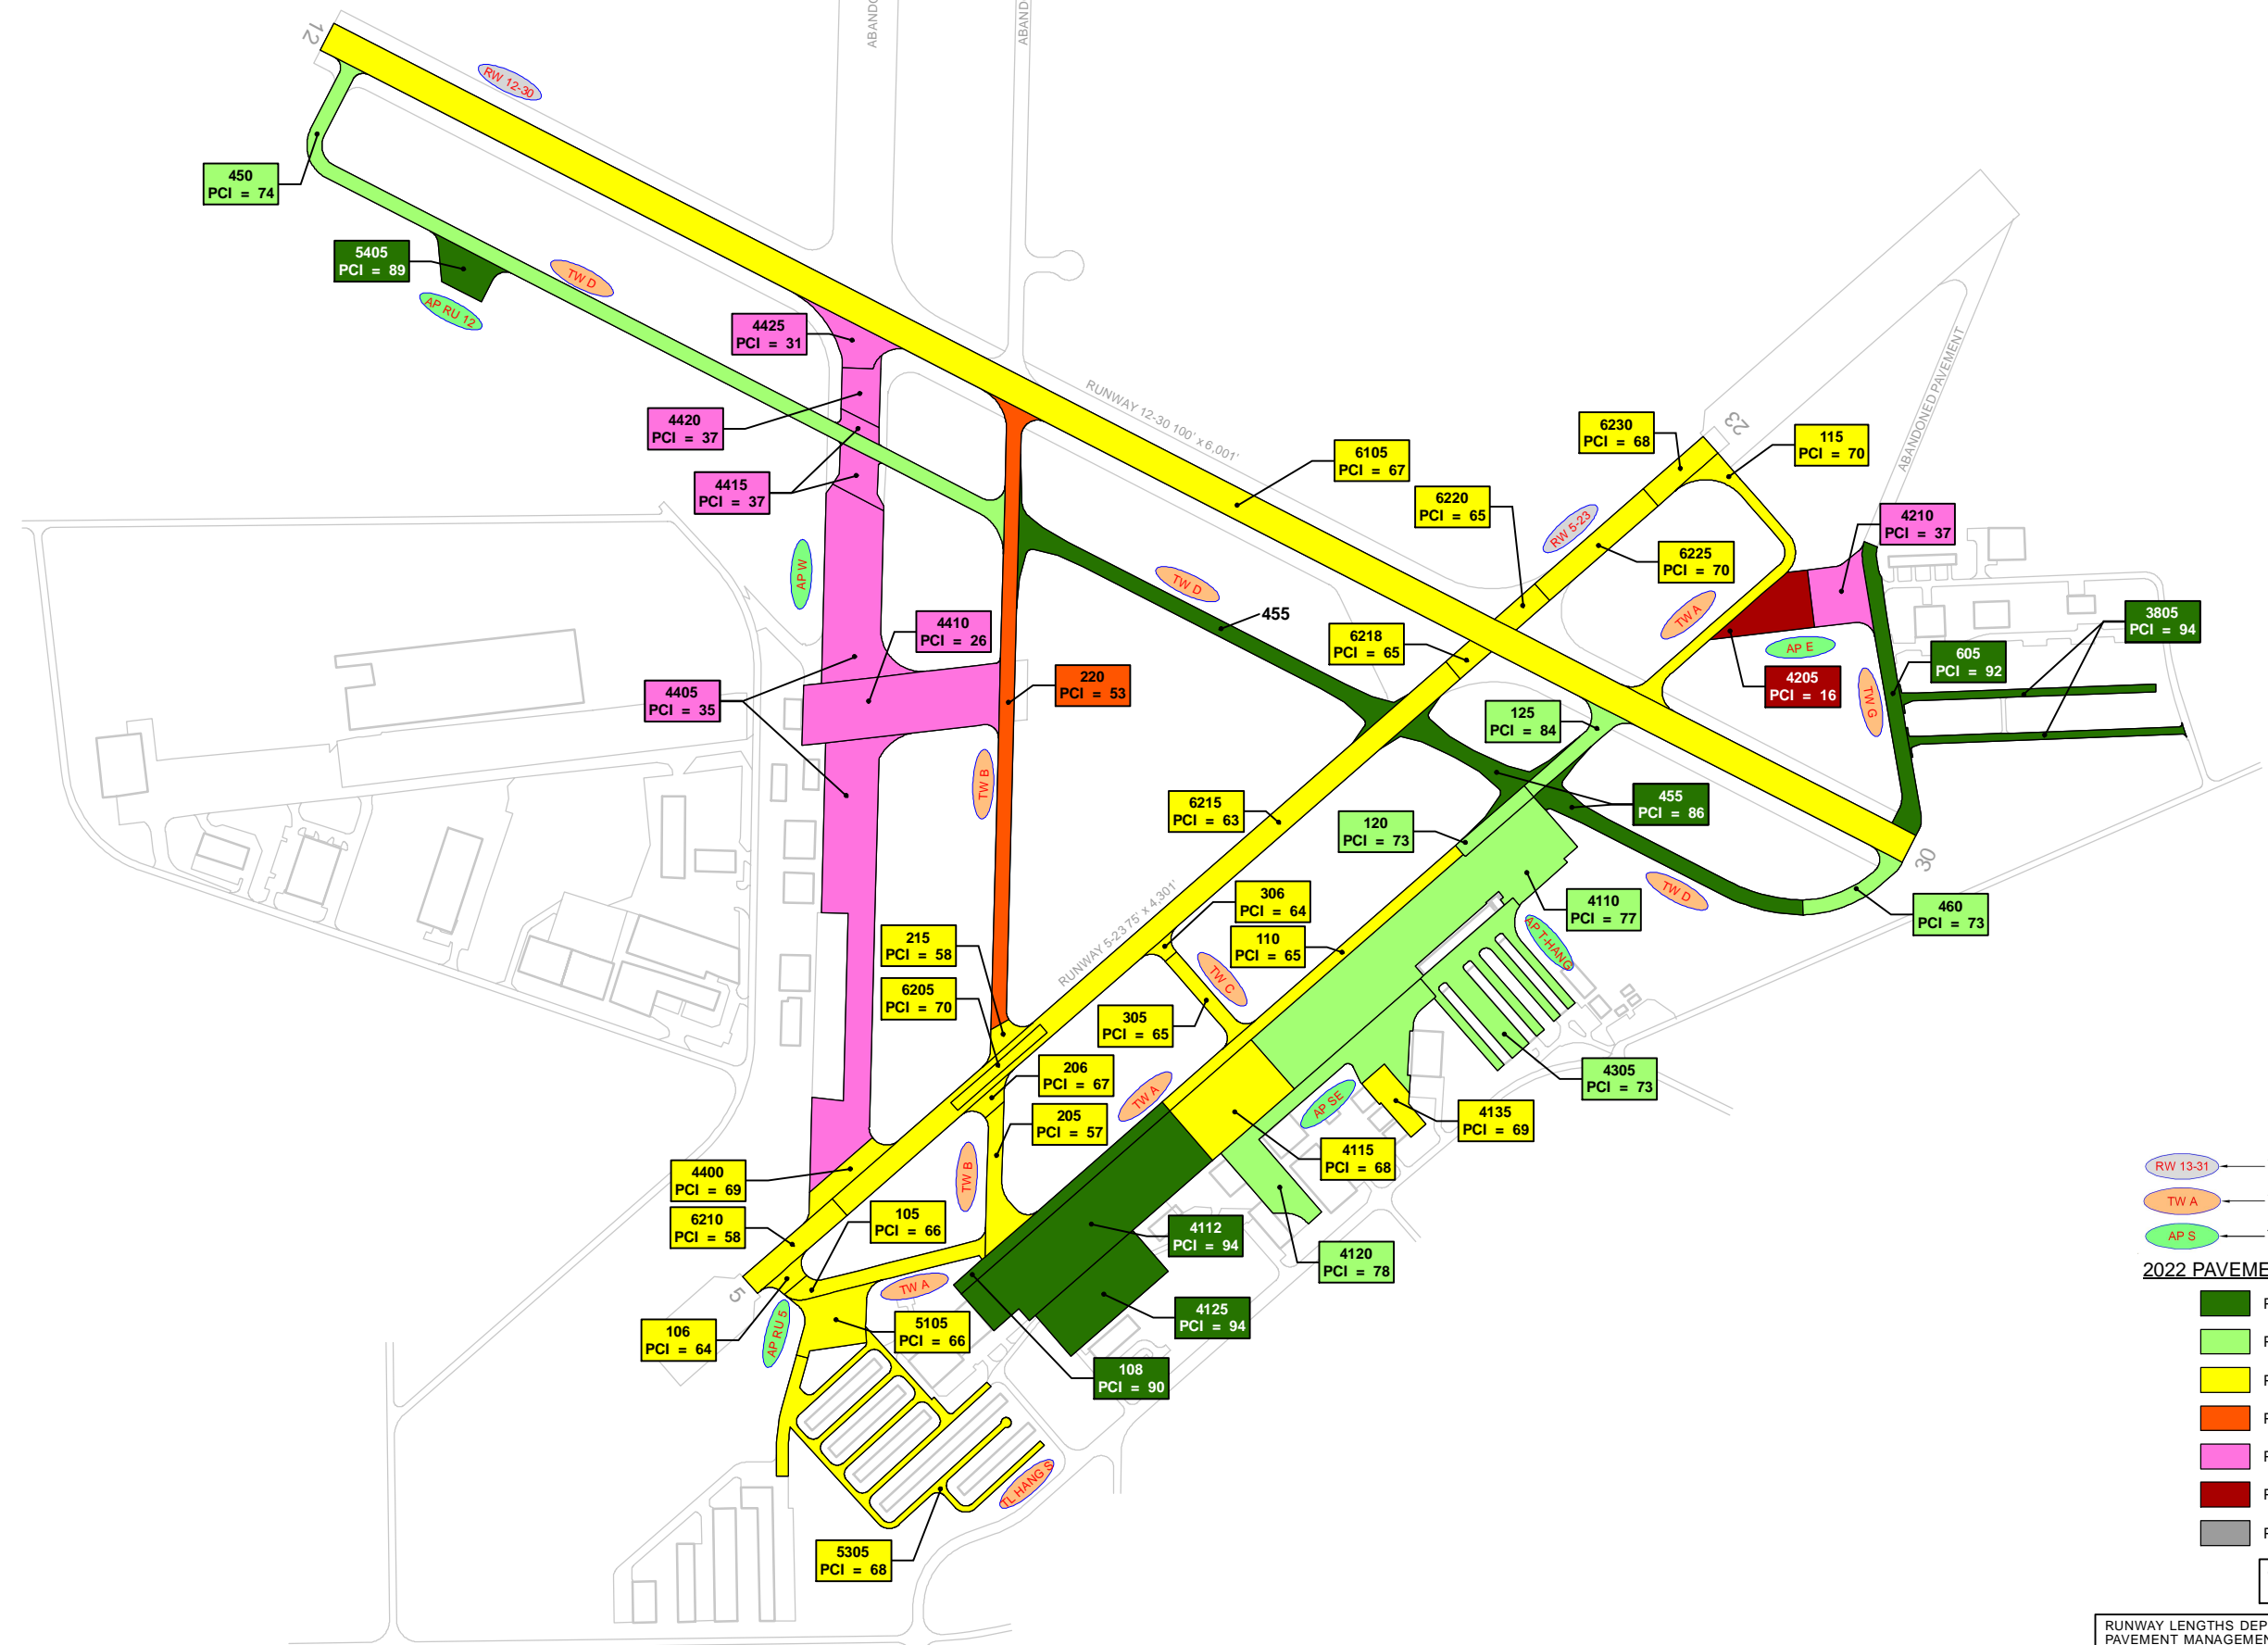 12
RW 12-30
ABANDO
ABAND
450
PCI = 74
5405
PCI = 89
TW D
AP RU 12
4425
PCI = 31
4420
PCI = 37
4415
PCI = 37
RUNWAY 12-30 100' x 6,001'
6105
PCI = 67
6230
PCI = 68
23
115
PCI = 70
ABANDONED PAVEMENT
6220
PCI = 65
RW 5-23
6225
PCI = 70
4210
PCI = 37
AP W
TW D
455
4410
PCI = 26
6218
PCI = 65
TW A
AP E
3805
PCI = 94
605
PCI = 92
4405
PCI = 35
220
PCI = 53
4205
PCI = 16
TW G
125
PCI = 84
TW B
6215
PCI = 63
120
PCI = 73
455
PCI = 86
30
TW D
306
PCI = 64
4110
PCI = 77
460
PCI = 73
RUNWAY 5-23 75' x 4,301'
215
PCI = 58
110
PCI = 65
AP T-HANG
TW C
6205
PCI = 70
305
PCI = 65
206
PCI = 67
4305
PCI = 73
TW A
AP SE
205
PCI = 57
4135
PCI = 69
4115
PCI = 68
4400
PCI = 69
TW B
RW 13-31
TW A
AP S
6210
PCI = 58
105
PCI = 66
4112
PCI = 94
4120
PCI = 78
5
TW A
2022 PAVEME
106
PCI = 64
AP RU 5
5105
PCI = 66
4125
PCI = 94
108
PCI = 90
TL HANG S
5305
PCI = 68
RUNWAY LENGTHS DEP
PAVEMENT MANAGEMEN